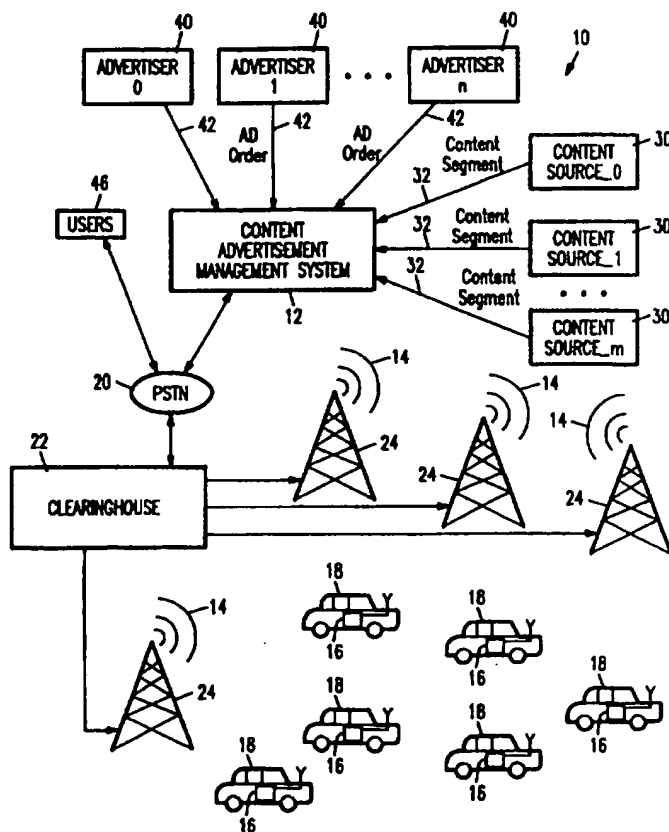 40 40 40
10
ADVERTISER 0
ADVERTISER 1
• • •
ADVERTISER n
42 42 42
AD Order
AD Order
Content Segment
30
CONTENT SOURCE_0
32
46
USERS
CONTENT ADVERTISEMENT MANAGEMENT SYSTEM
12
32
Content Segment
30
CONTENT SOURCE_1
32
Content Segment
• • •
30
CONTENT SOURCE_m
20
PSTN
14 14 14
22
CLEARINGHOUSE
24 24 24
14
24
18 16
18 16
18 16
18 16
18 16
18 16